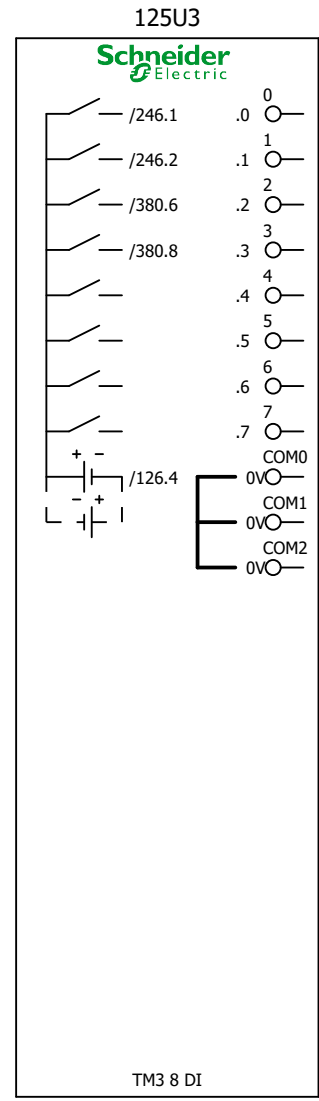 125U3
Schneider
Electric
0
/246.1 .0
1
/246.2 .1
2
/380.6 .2
3
/380.8 .3
4
.4
5
.5
6
.6
7
.7
+ - COM0
/126.4 0V
- + COM1
0V
COM2
0V
TM3 8 DI